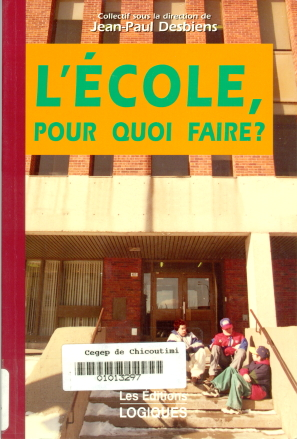 Collectif sous la direction de
Jean-Paul Desbiens
L'ÉCOLE,
POUR QUOI FAIRE?
Cegep de Chicoutimi
01013297
Les Éditions
LOGIQUES